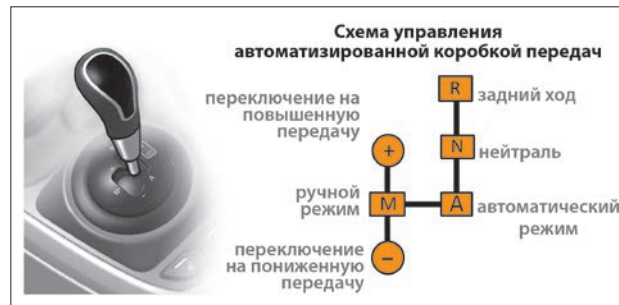 Схема управления
автоматизированной коробкой передач
переключение на
повышенную
передачу
+
R
задний ход
N
нейтраль
ручной
режим
M
A
автоматический
режим
переключение
на пониженную
передачу
−